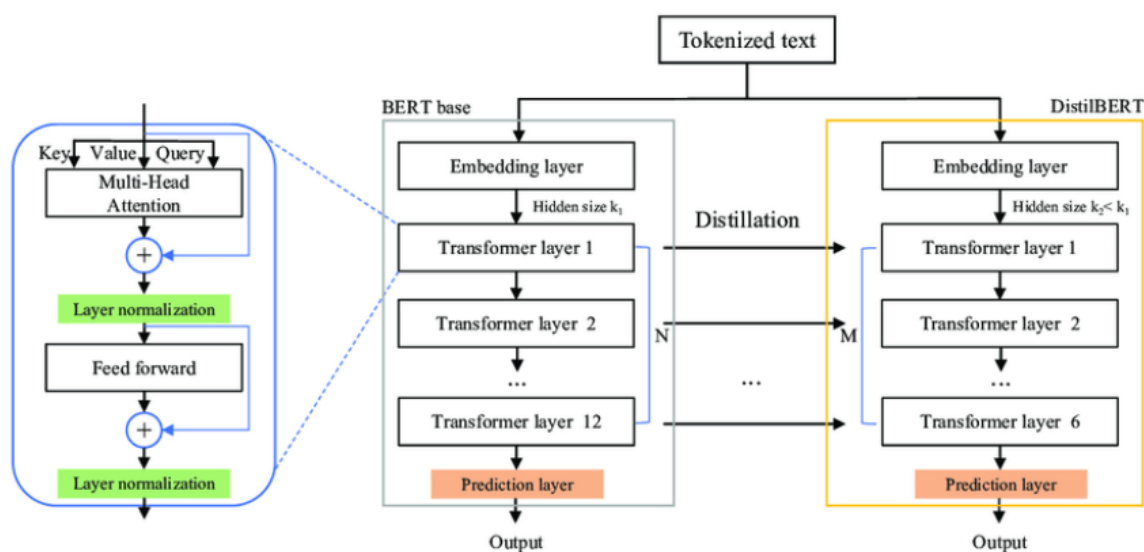 Tokenized text
BERT base
DistilBERT
Key Value Query
Multi-Head
Attention
+
Layer normalization
Feed forward
+
Layer normalization
Embedding layer
Hidden size k₁
Transformer layer 1
Transformer layer 2
...
Transformer layer 12
N
Prediction layer
Output
Distillation
...
Embedding layer
Hidden size k₂< k₁
Transformer layer 1
Transformer layer 2
...
Transformer layer 6
M
Prediction layer
Output